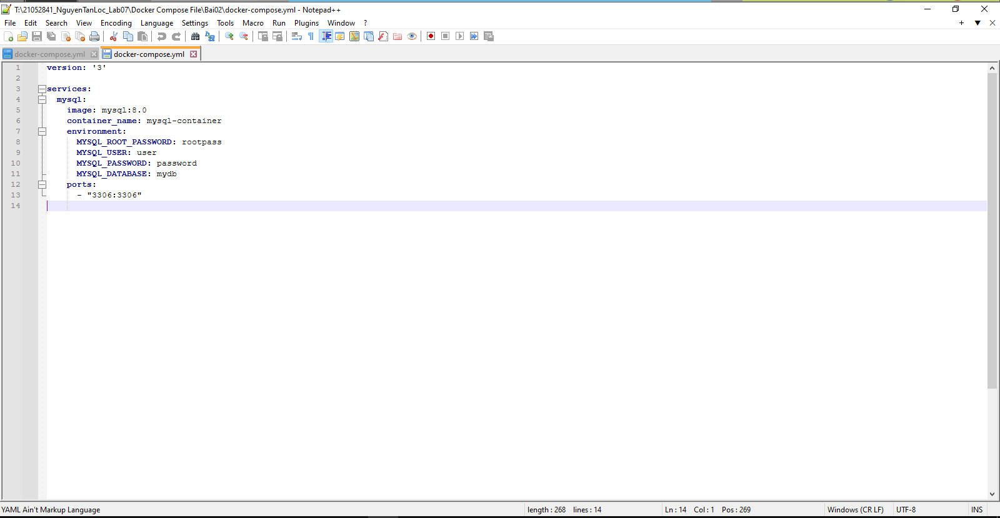 T:\21052841_NguyenTanLoc_Lab07\Docker Compose File\Bai02\docker-compose.yml - Notepad++
File Edit Search View Encoding Language Settings Tools Macro Run Plugins Window ?
docker-compose.yml docker-compose.yml
1 version: '3'
2
3 services:
4 mysql:
5 image: mysql:8.0
6 container_name: mysql-container
7 environment:
8 MYSQL_ROOT_PASSWORD: rootpass
9 MYSQL_USER: user
10 MYSQL_PASSWORD: password
11 MYSQL_DATABASE: mydb
12 ports:
13 - "3306:3306"
14
YAML Ain't Markup Language length : 268 lines : 14 Ln : 14 Col : 1 Pos : 269 Windows (CR LF) UTF-8 INS